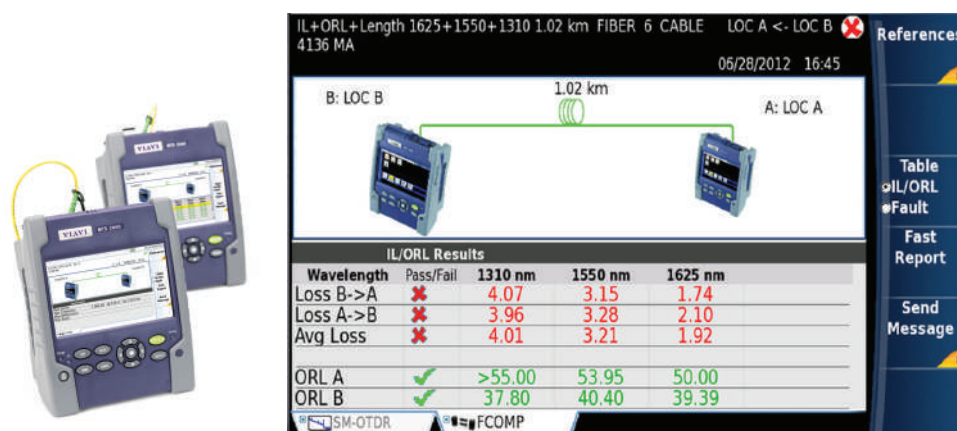 VIAVI MTS 2000
VIAVI MTS 2000
IL+ORL+Length 1625+1550+1310 1.02 km FIBER 6 CABLE LOC A <- LOC B
4136 MA
06/28/2012 16:45
References
B: LOC B
1.02 km
A: LOC A
Table
IL/ORL
Fault
Fast
Report
Send
Message
IL/ORL Results
Wavelength Pass/Fail 1310 nm 1550 nm 1625 nm
Loss B->A 4.07 3.15 1.74
Loss A->B 3.96 3.28 2.10
Avg Loss 4.01 3.21 1.92
ORL A >55.00 53.95 50.00
ORL B 37.80 40.40 39.39
SM-OTDR FCOMP